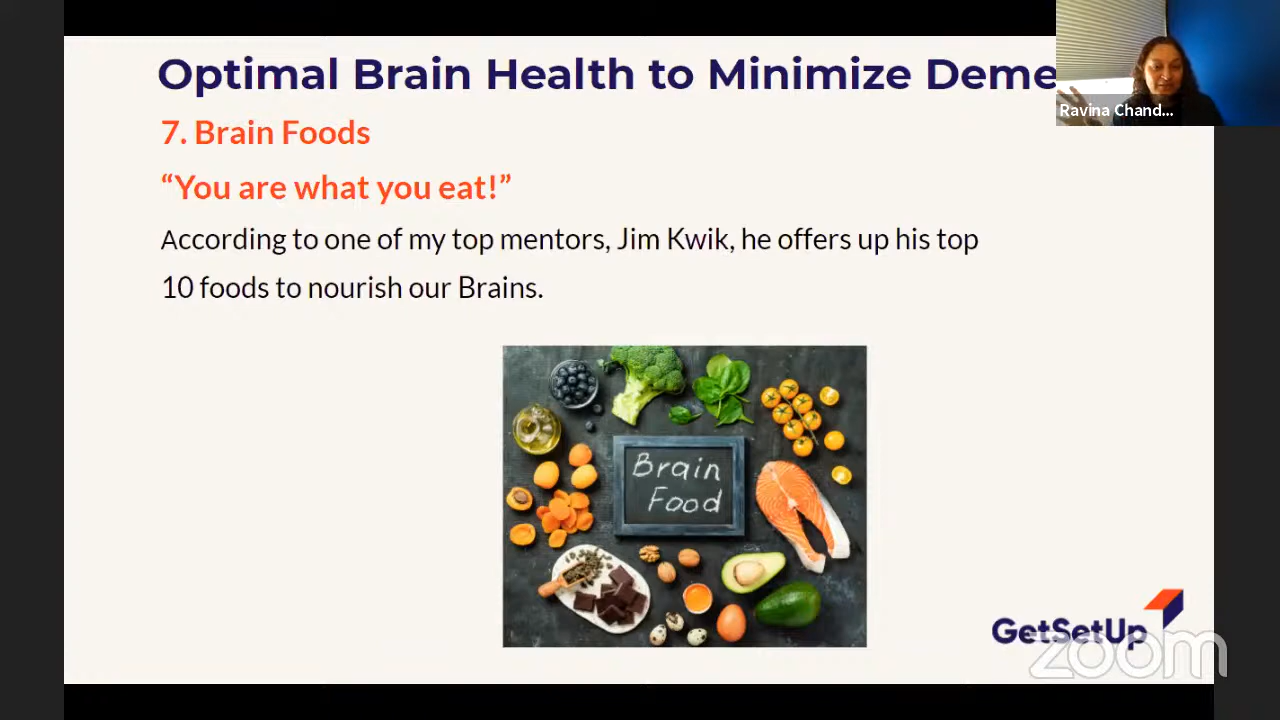 Optimal Brain Health to Minimize Deme
Ravina Chand...
7. Brain Foods
“You are what you eat!”
According to one of my top mentors, Jim Kwik, he offers up his top
10 foods to nourish our Brains.
Brain
Food
GetSetUp
zoom